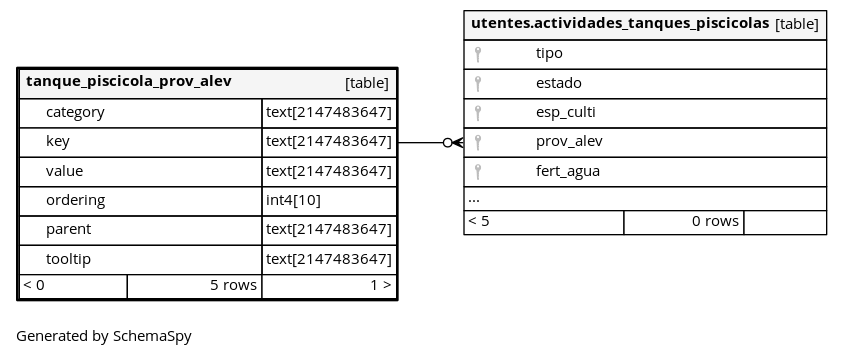 utentes.actividades_tanques_piscicolas [table]
tipo
estado
esp_culti
prov_alev
fert_agua
...
< 5 0 rows
tanque_piscicola_prov_alev [table]
category text[2147483647]
key text[2147483647]
value text[2147483647]
ordering int4[10]
parent text[2147483647]
tooltip text[2147483647]
< 0 5 rows 1 >
Generated by SchemaSpy